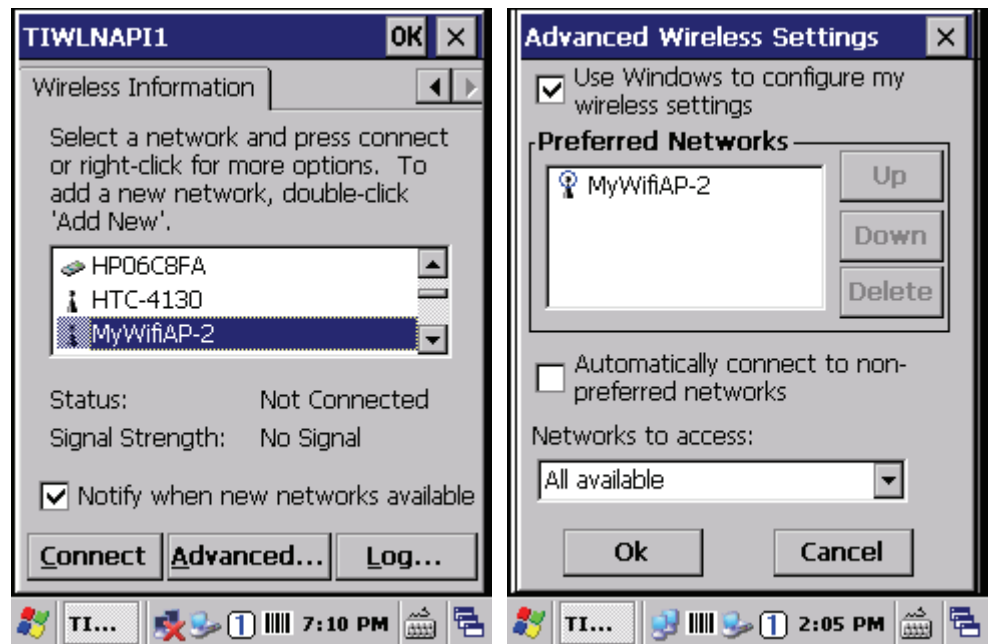 TIWLNAPI1 OK
Wireless Information
Select a network and press connect
or right-click for more options. To
add a new network, double-click
'Add New'.
HP06C8FA
HTC-4130
MyWifiAP-2
Status: Not Connected
Signal Strength: No Signal
Notify when new networks available
Connect Advanced... Log...
TI... 1 7:10 PM
Advanced Wireless Settings
Use Windows to configure my
wireless settings
Preferred Networks
MyWifiAP-2
Up
Down
Delete
Automatically connect to non-
preferred networks
Networks to access:
All available
Ok Cancel
TI... 1 2:05 PM